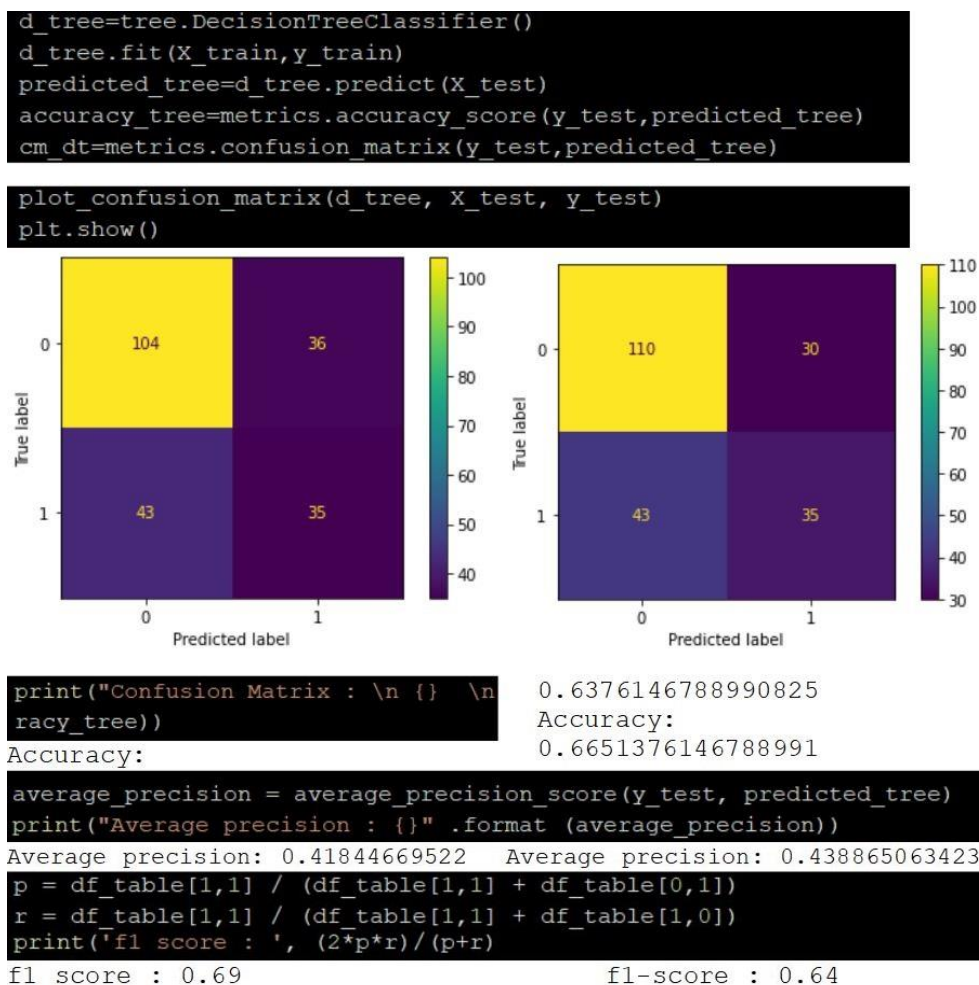 d_tree=tree.DecisionTreeClassifier()
d_tree.fit(X_train,y_train)
predicted_tree=d_tree.predict(X_test)
accuracy_tree=metrics.accuracy_score(y_test,predicted_tree)
cm_dt=metrics.confusion_matrix(y_test,predicted_tree)
plot_confusion_matrix(d_tree, X_test, y_test)
plt.show()
True label
0
1
104
36
43
35
0
1
Predicted label
100
90
80
70
60
50
40
True label
0
1
110
30
43
35
0
1
Predicted label
110
100
90
80
70
60
50
40
30
print("Confusion Matrix : \n {}  \n
racy_tree))
Accuracy:
0.6376146788990825
Accuracy:
0.6651376146788991
average_precision = average_precision_score(y_test, predicted_tree)
print("Average precision : {}" .format (average_precision))
Average precision: 0.41844669522
Average precision: 0.438865063423
p = df_table[1,1] / (df_table[1,1] + df_table[0,1])
r = df_table[1,1] / (df_table[1,1] + df_table[1,0])
print('f1 score : ', (2*p*r)/(p+r)
f1 score : 0.69
f1-score : 0.64